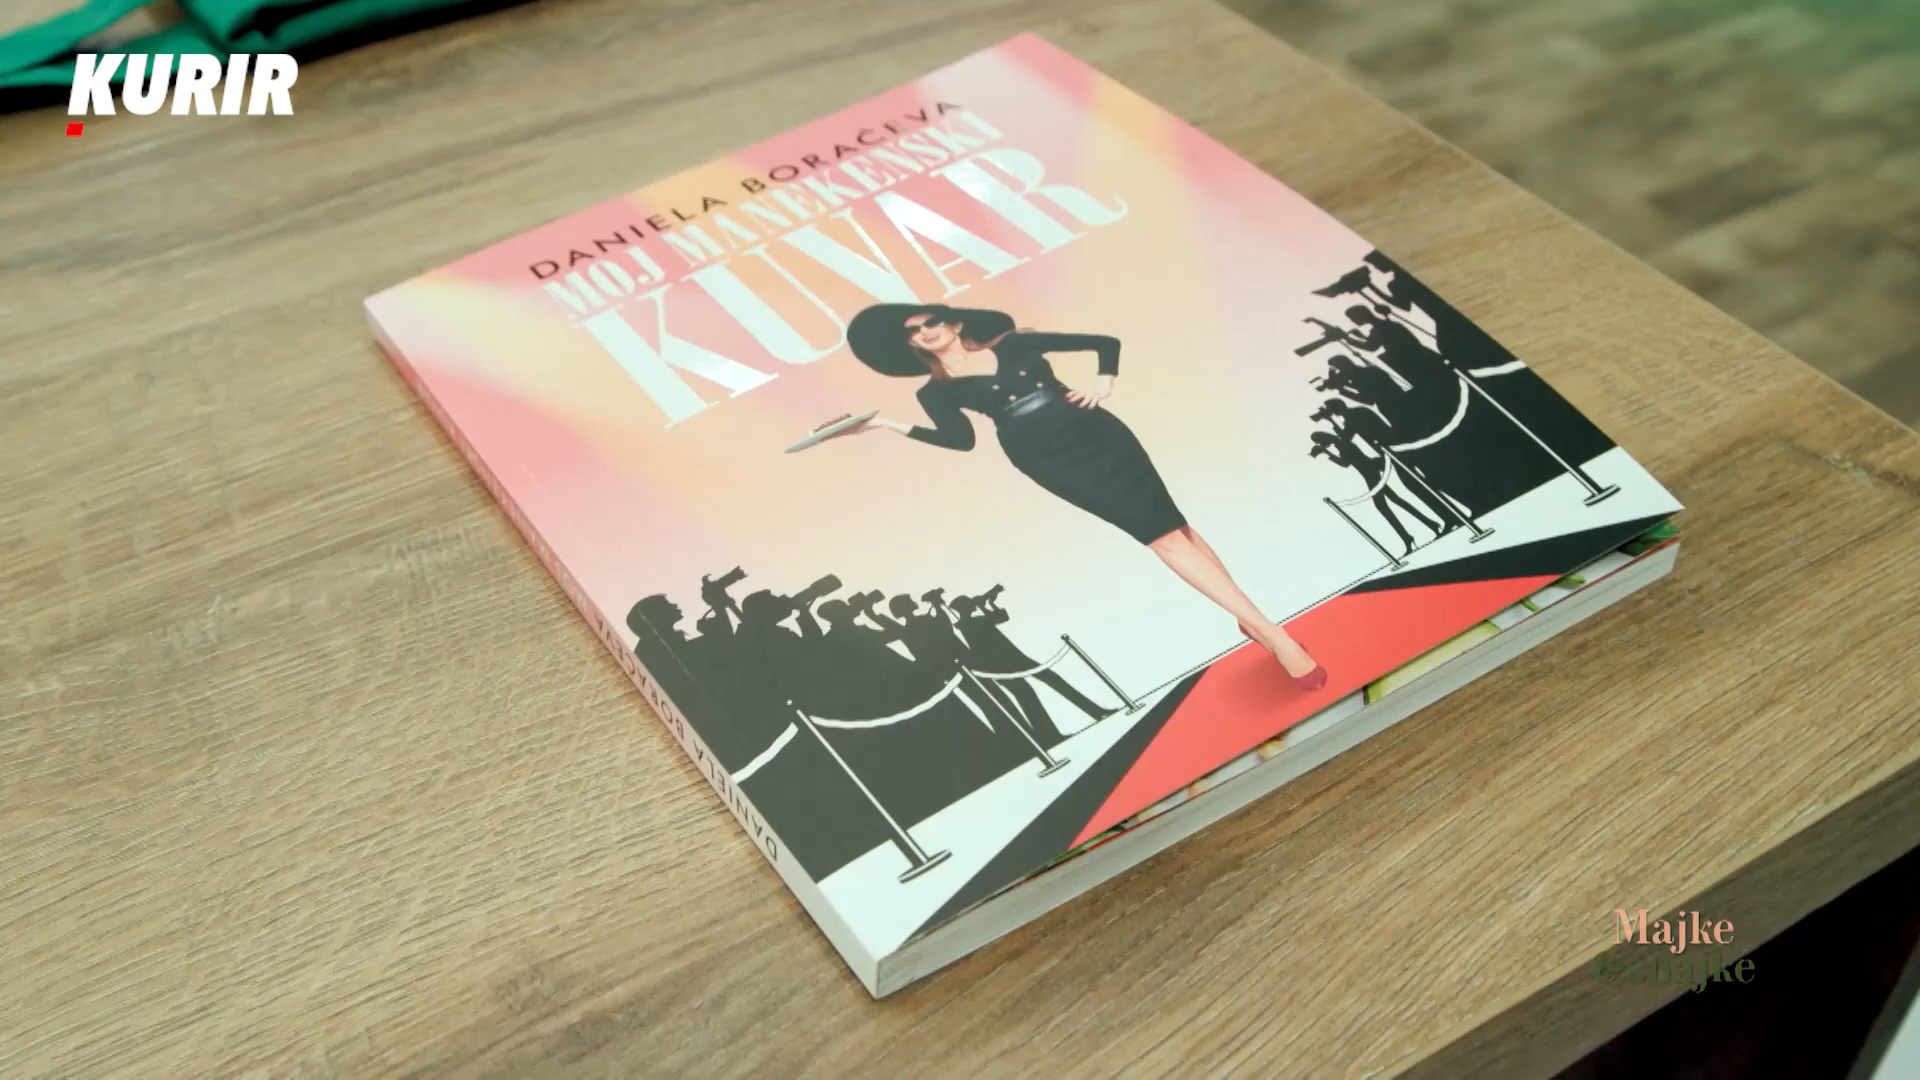 KURIR
DANIELA BORAČEVA
MOJ MANEKENSKI
KUVAR
DANIELA BORAČEVA
Majke